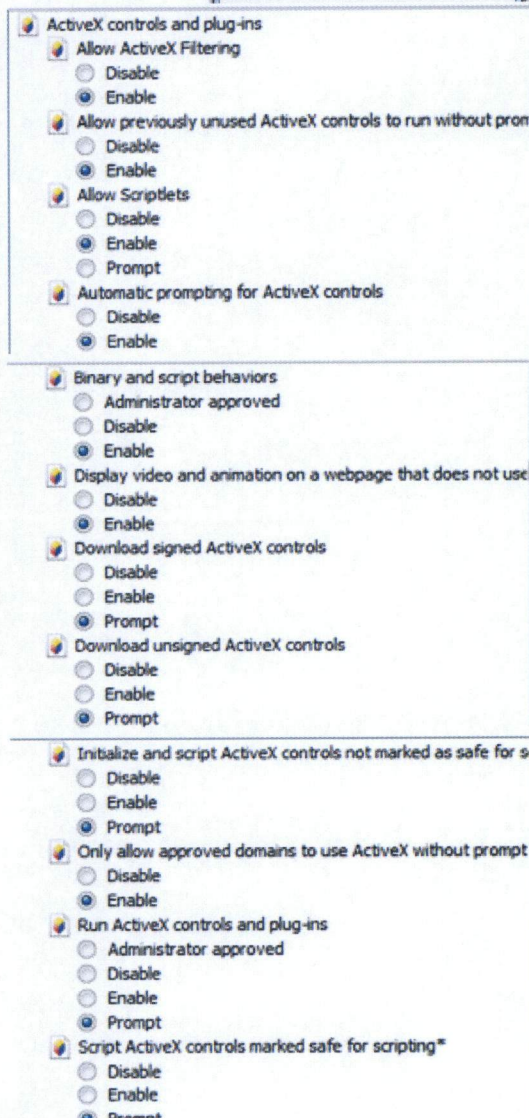 ActiveX controls and plug-ins
Allow ActiveX Filtering
Disable
Enable
Allow previously unused ActiveX controls to run without prom
Disable
Enable
Allow Scriptlets
Disable
Enable
Prompt
Automatic prompting for ActiveX controls
Disable
Enable
Binary and script behaviors
Administrator approved
Disable
Enable
Display video and animation on a webpage that does not use
Disable
Enable
Download signed ActiveX controls
Disable
Enable
Prompt
Download unsigned ActiveX controls
Disable
Enable
Prompt
Initialize and script ActiveX controls not marked as safe for s
Disable
Enable
Prompt
Only allow approved domains to use ActiveX without prompt
Disable
Enable
Run ActiveX controls and plug-ins
Administrator approved
Disable
Enable
Prompt
Script ActiveX controls marked safe for scripting*
Disable
Enable
Prompt